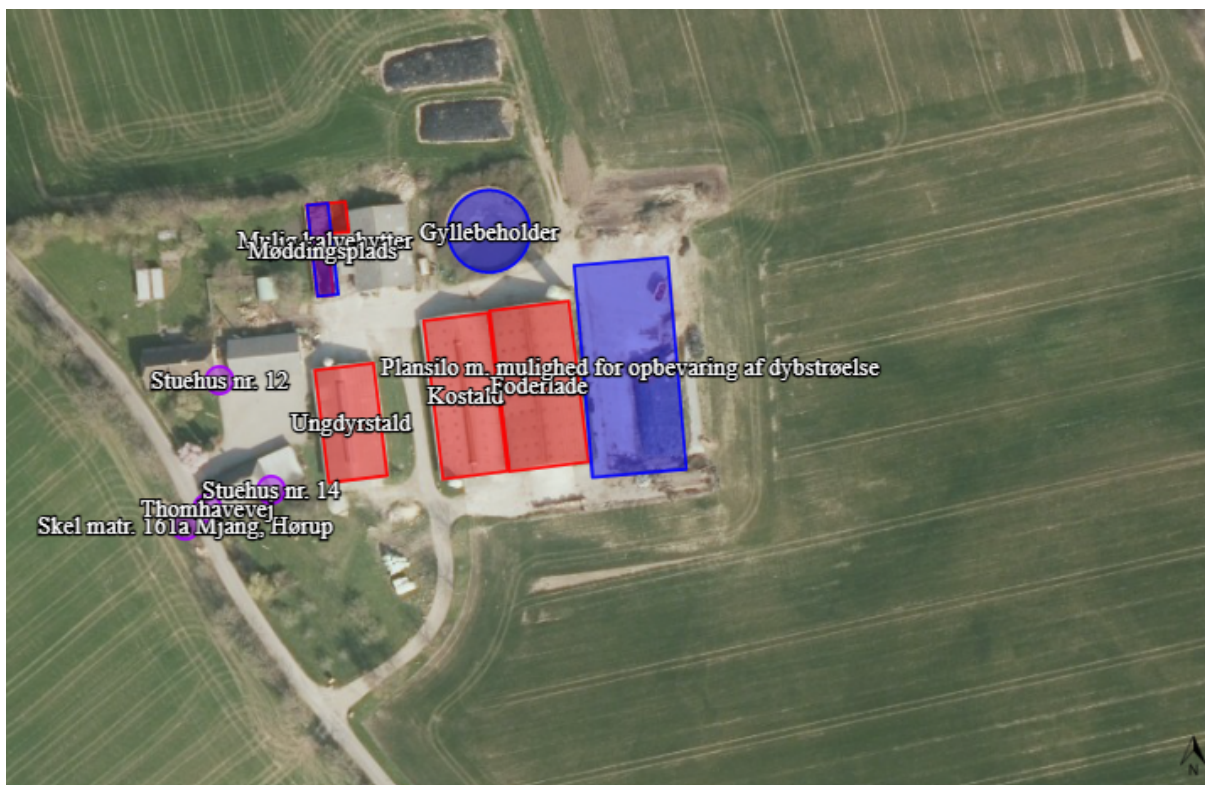 Gyllebeholder
Mulig kalvehytter
Møddingsplads
Plansilo m. mulighed for opbevaring af dybstrøelse
Stuehus nr. 12
Foderlade
Kostald
Ungdyrstald
Stuehus nr. 14
Thomhavevej
Skel matr. 161a Mjang, Hørup
N